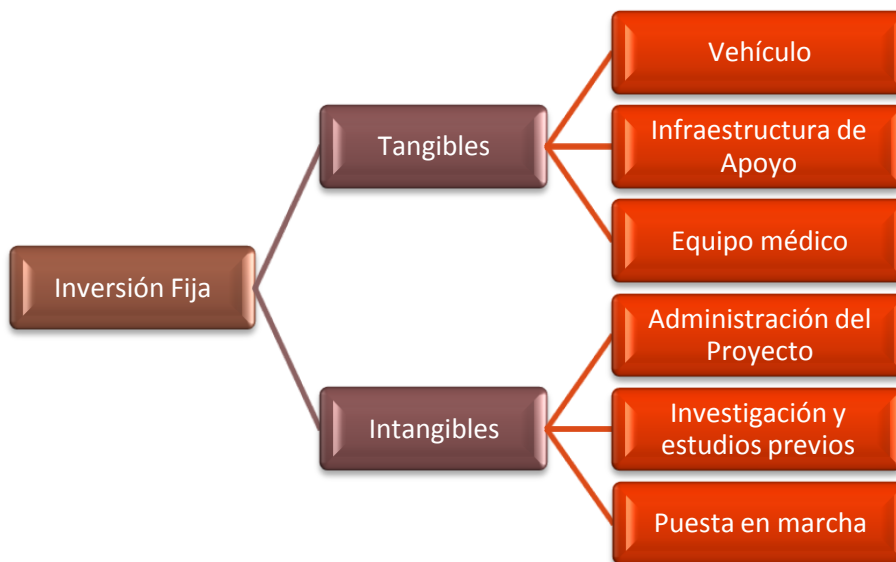 Inversión Fija
Tangibles
Vehículo
Infraestructura de
Apoyo
Equipo médico
Intangibles
Administración del
Proyecto
Investigación y
estudios previos
Puesta en marcha